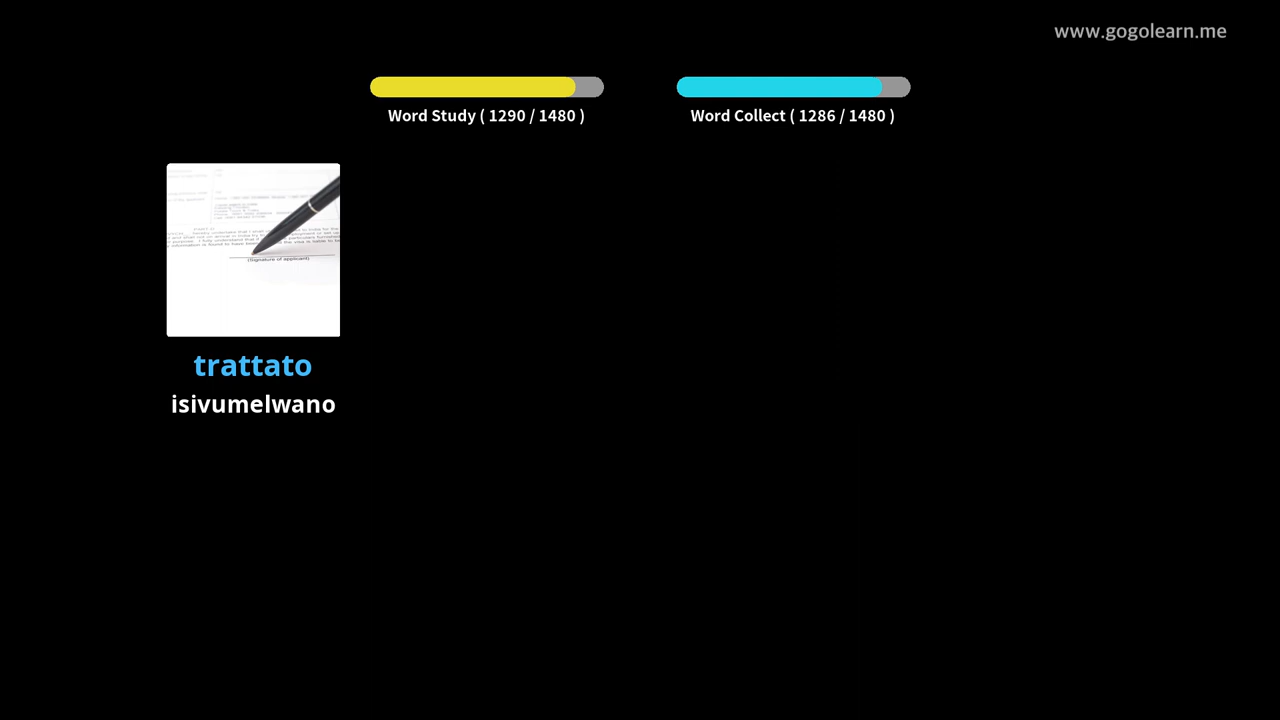 www.gogolearn.me
Word Study ( 1290 / 1480 )
Word Collect ( 1286 / 1480 )
(Signature of applicant)
trattato
isivumelwano